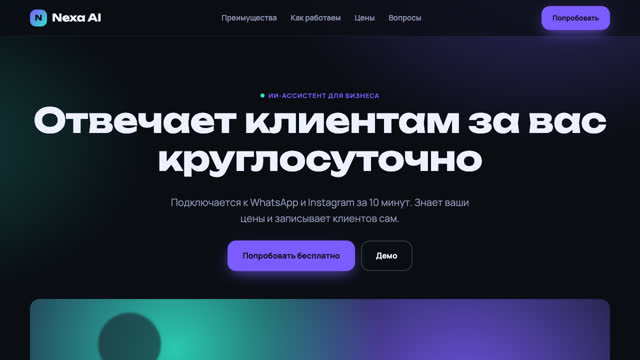 N Nexa AI
Преимущества Как работаем Цены Вопросы
Попробовать
ИИ-АССИСТЕНТ ДЛЯ БИЗНЕСА
Отвечает клиентам за вас
круглосуточно
Подключается к WhatsApp и Instagram за 10 минут. Знает ваши
цены и записывает клиентов сам.
Попробовать бесплатно Демо